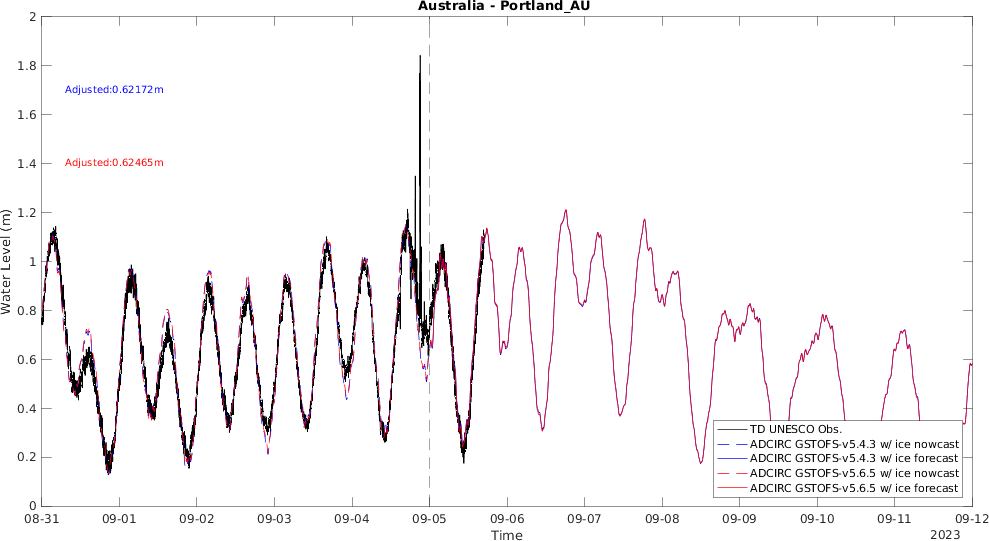 Australia - Portland_AU
Water Level (m)
2
1.8
1.6
1.4
1.2
1
0.8
0.6
0.4
0.2
0
Adjusted:0.62172m
Adjusted:0.62465m
TD UNESCO Obs.
ADCIRC GSTOFS-v5.4.3 w/ ice nowcast
ADCIRC GSTOFS-v5.4.3 w/ ice forecast
ADCIRC GSTOFS-v5.6.5 w/ ice nowcast
ADCIRC GSTOFS-v5.6.5 w/ ice forecast
08-31 09-01 09-02 09-03 09-04 09-05 09-06 09-07 09-08 09-09 09-10 09-11 09-12
Time
2023